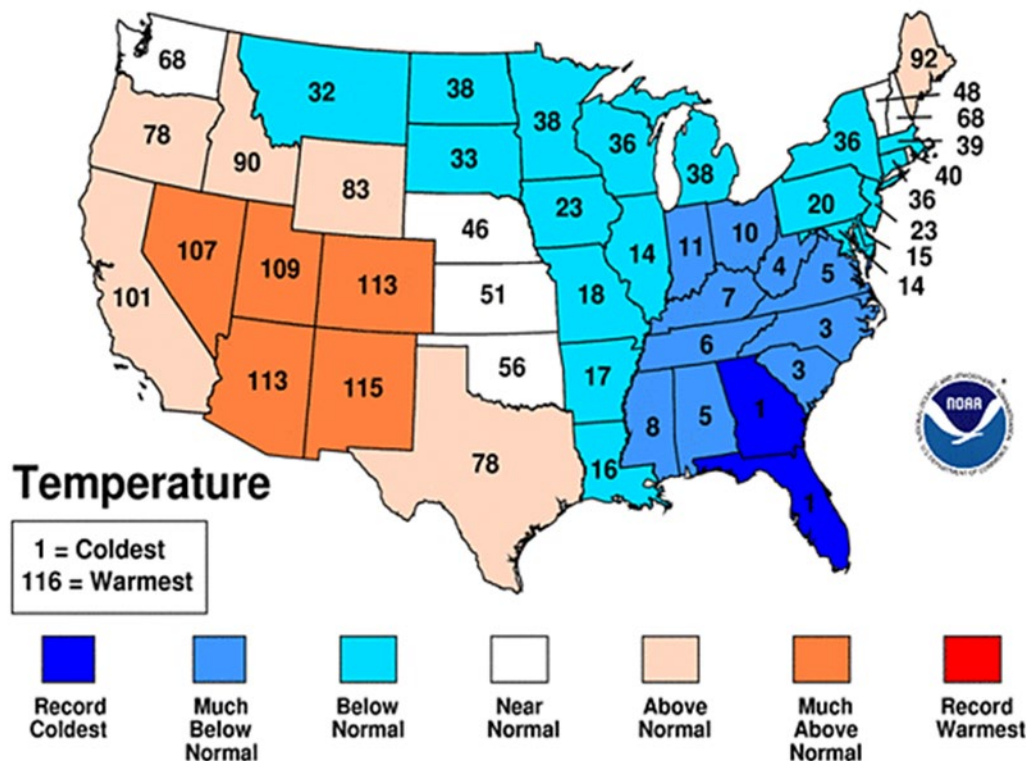 68
92
32
38
38
48
68
39
40
36
23
15
14
78
90
36
36
33
38
83
20
23
46
11
10
107
14
4
5
109
113
101
51
18
7
3
6
113
115
56
17
3
8
5
1
78
16
1
NOAA
Temperature
1 = Coldest
116 = Warmest
Record
Coldest
Much
Below
Normal
Below
Normal
Near
Normal
Above
Normal
Much
Above
Normal
Record
Warmest